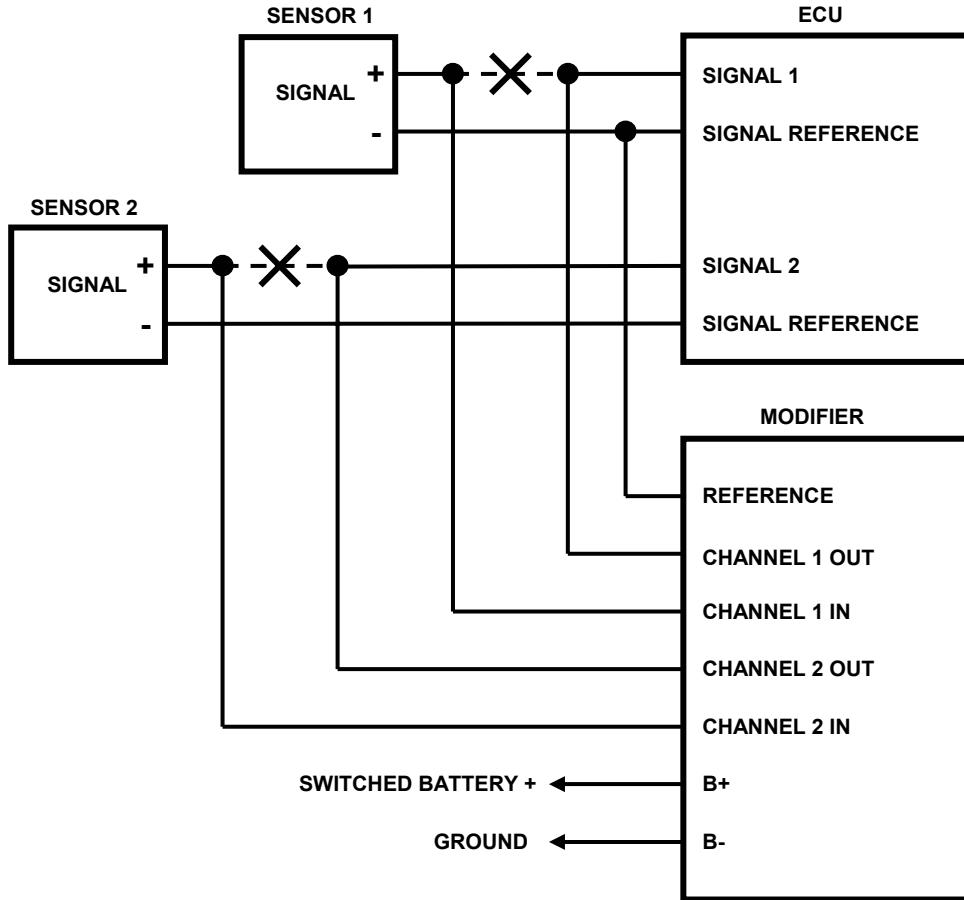 SENSOR 1
ECU
SIGNAL
+
-
SIGNAL 1
SIGNAL REFERENCE
SENSOR 2
SIGNAL
+
-
SIGNAL 2
SIGNAL REFERENCE
MODIFIER
REFERENCE
CHANNEL 1 OUT
CHANNEL 1 IN
CHANNEL 2 OUT
CHANNEL 2 IN
SWITCHED BATTERY +
B+
GROUND
B-